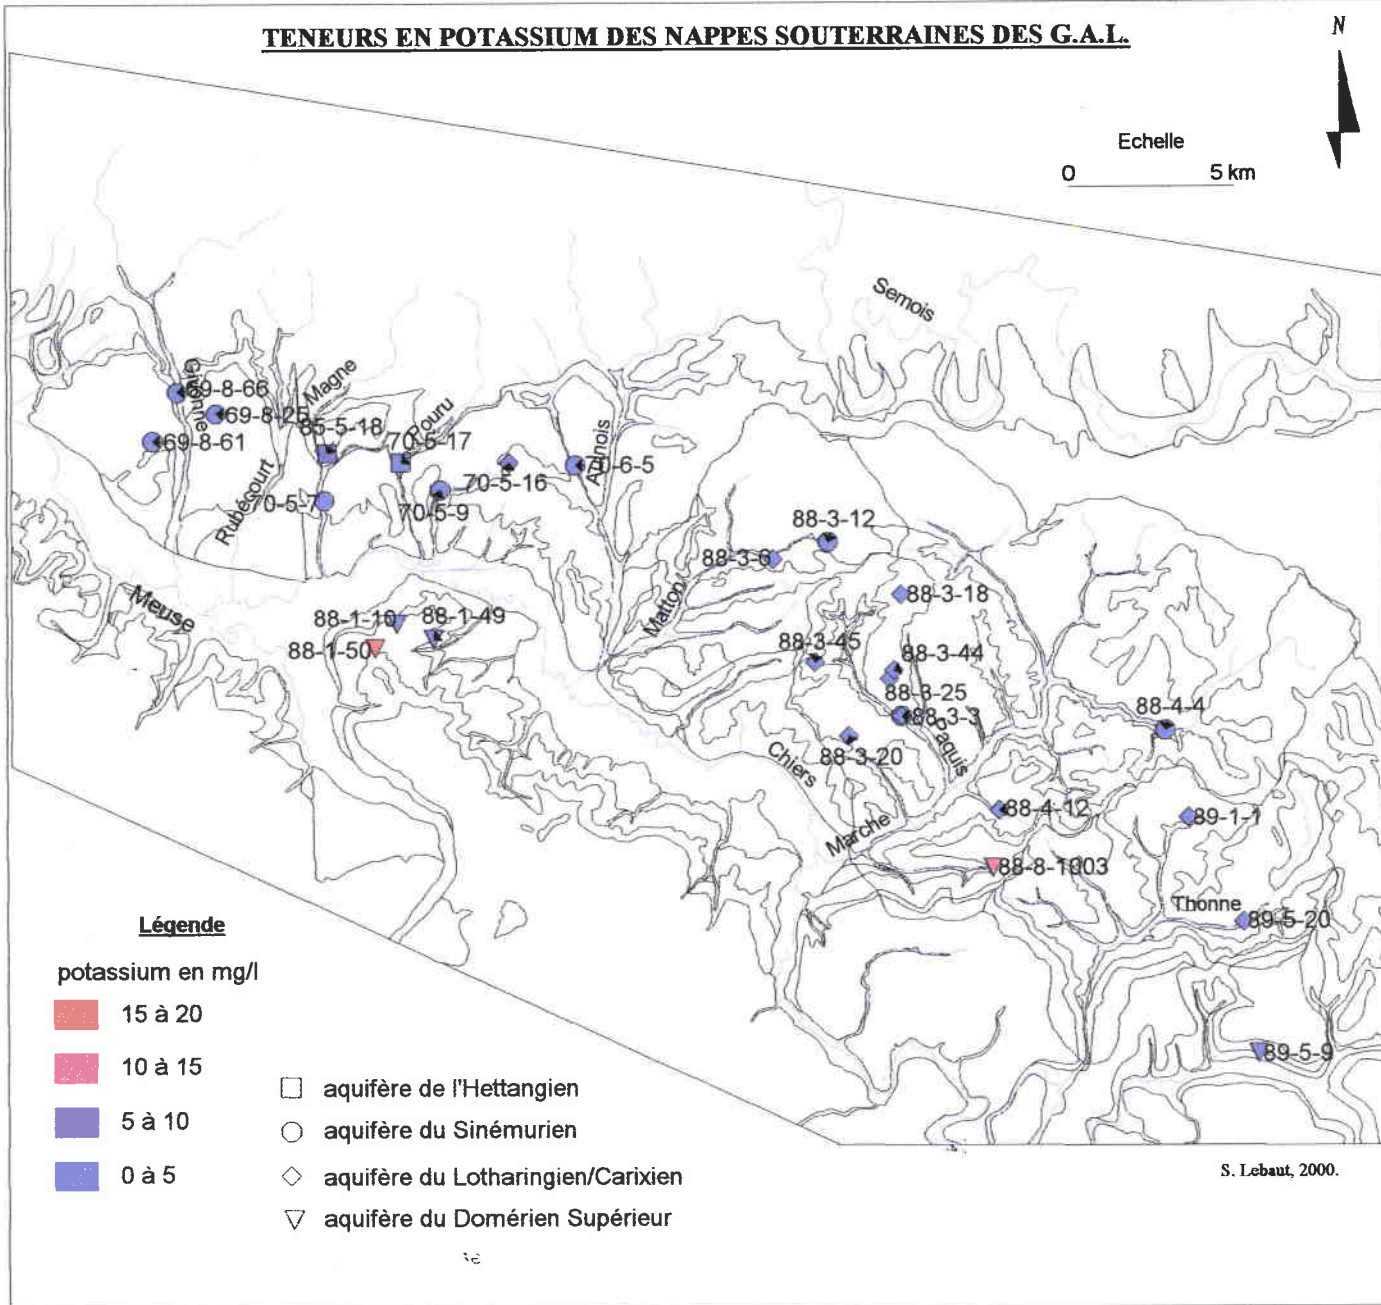 TENEURS EN POTASSIUM DES NAPPES SOUTERRAINES DES G.A.L.
N
Echelle
0 5 km
Semois
Givonne
69-8-66
Magne
69-8-25
85-5-18
Pouru
70-5-17
Aulnois
69-8-61
70-6-5
Rubécourt
70-5-16
70-5-7
70-5-9
88-3-12
88-3-6
Meuse
Matton
88-3-18
88-1-10
88-1-49
88-1-50
88-3-45
88-3-44
88-3-25
88-4-4
88-3-3
Paquis
88-3-20
Chiers
88-4-12
89-1-1
Marche
88-8-1003
Thonne
89-5-20
89-5-9
Légende
potassium en mg/l
15 à 20
10 à 15
5 à 10
0 à 5
aquifère de l'Hettangien
aquifère du Sinémurien
aquifère du Lotharingien/Carixien
aquifère du Domérien Supérieur
S. Lebaut, 2000.